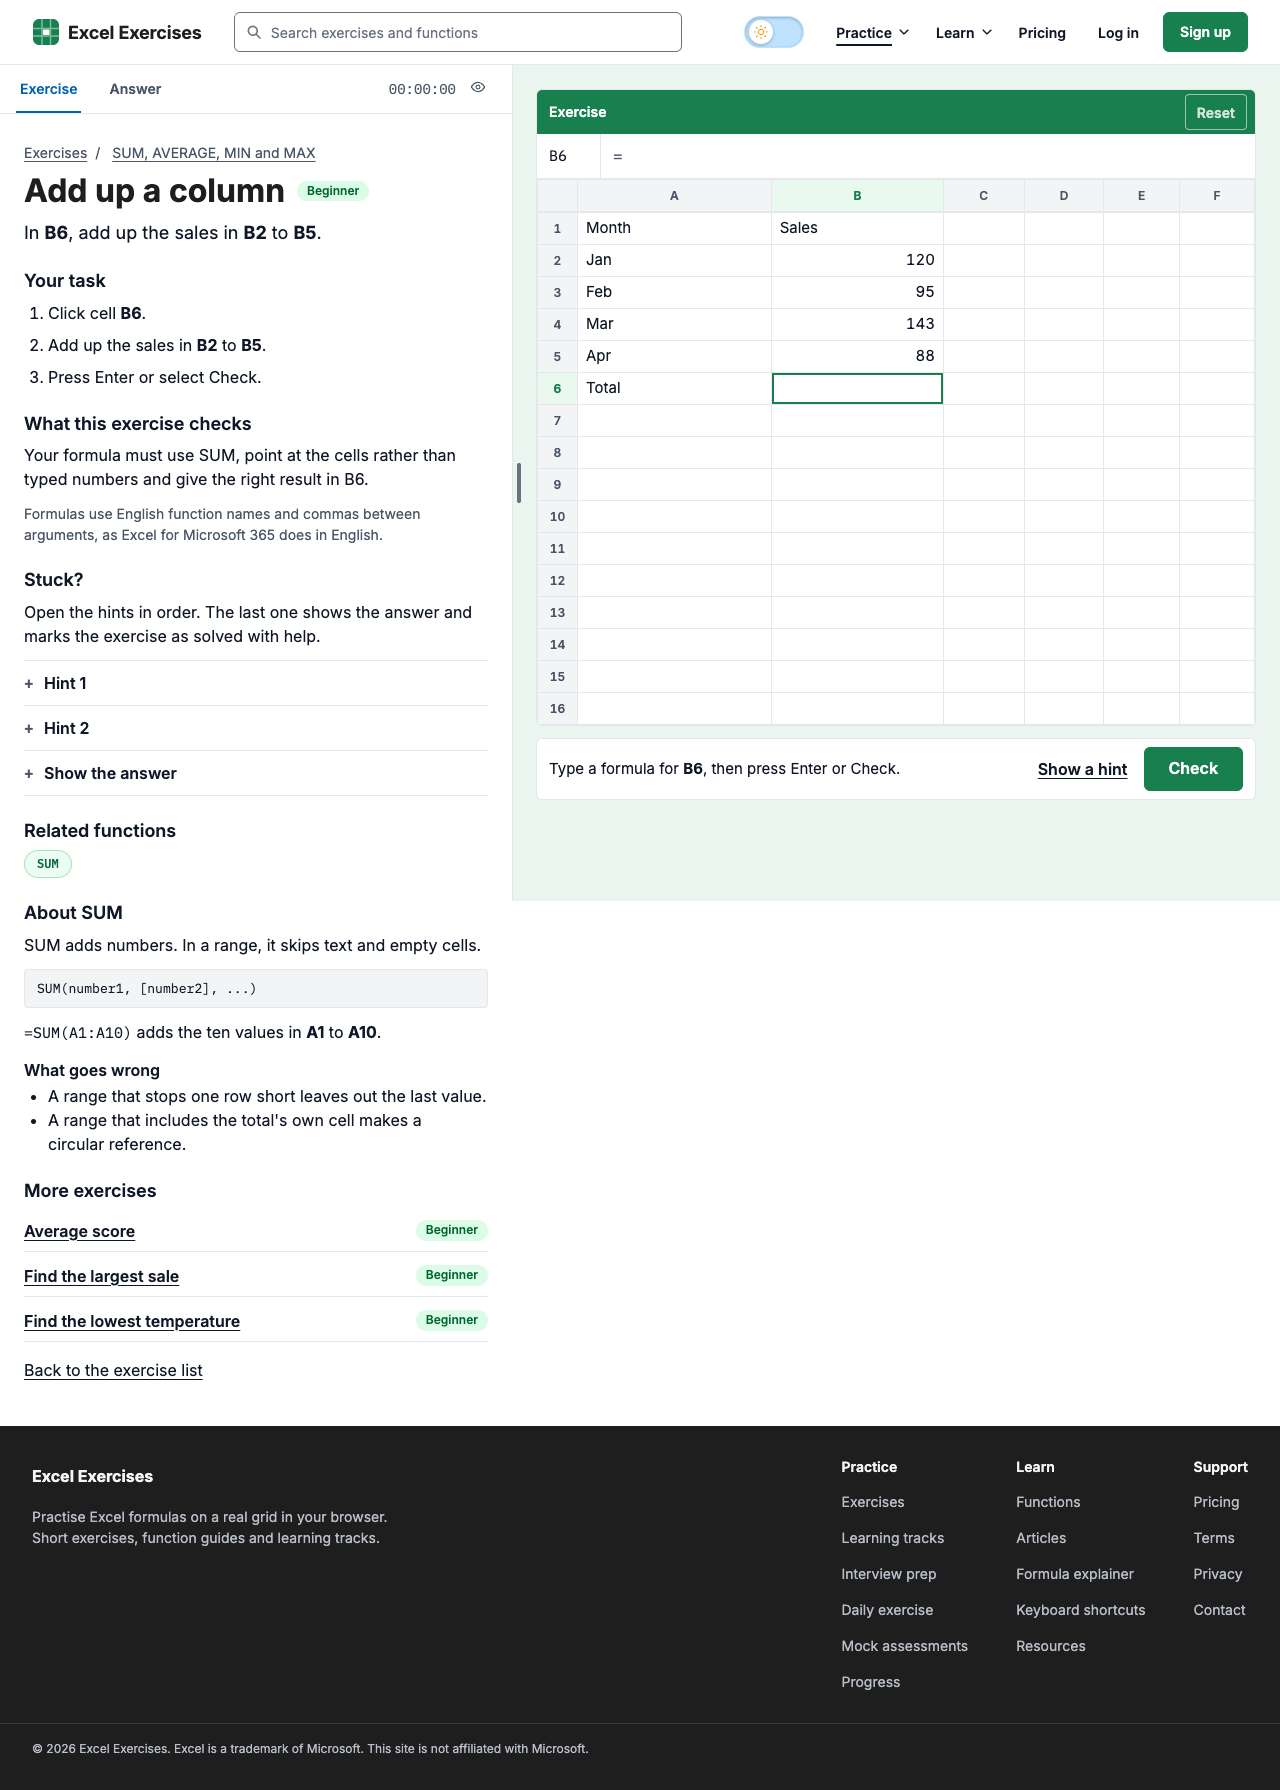 Excel Exercises
Search exercises and functions
Practice
Learn
Pricing
Log in
Sign up
Exercise
Answer
00:00:00
Exercises / SUM, AVERAGE, MIN and MAX
Add up a column Beginner
In B6, add up the sales in B2 to B5.
Your task
1. Click cell B6.
2. Add up the sales in B2 to B5.
3. Press Enter or select Check.
What this exercise checks
Your formula must use SUM, point at the cells rather than
typed numbers and give the right result in B6.
Formulas use English function names and commas between
arguments, as Excel for Microsoft 365 does in English.
Stuck?
Open the hints in order. The last one shows the answer and
marks the exercise as solved with help.
+ Hint 1
+ Hint 2
+ Show the answer
Related functions
SUM
About SUM
SUM adds numbers. In a range, it skips text and empty cells.
SUM(number1, [number2], ...)
=SUM(A1:A10) adds the ten values in A1 to A10.
What goes wrong
• A range that stops one row short leaves out the last value.
• A range that includes the total's own cell makes a
circular reference.
More exercises
Average score Beginner
Find the largest sale Beginner
Find the lowest temperature Beginner
Back to the exercise list
Exercise
Reset
B6 =
A B C D E F
1 Month Sales
2 Jan 120
3 Feb 95
4 Mar 143
5 Apr 88
6 Total
7
8
9
10
11
12
13
14
15
16
Type a formula for B6, then press Enter or Check.
Show a hint
Check
Excel Exercises
Practise Excel formulas on a real grid in your browser.
Short exercises, function guides and learning tracks.
Practice
Exercises
Learning tracks
Interview prep
Daily exercise
Mock assessments
Progress
Learn
Functions
Articles
Formula explainer
Keyboard shortcuts
Resources
Support
Pricing
Terms
Privacy
Contact
© 2026 Excel Exercises. Excel is a trademark of Microsoft. This site is not affiliated with Microsoft.